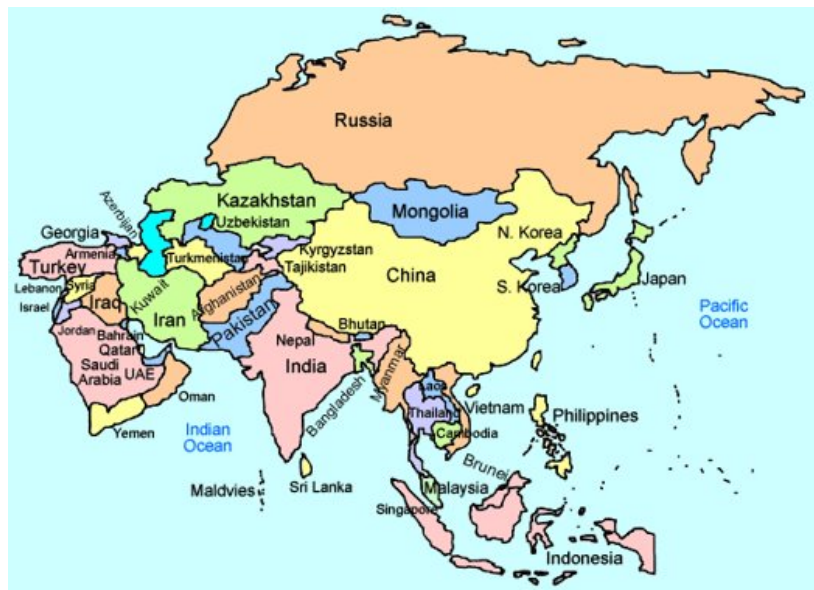 Russia
Kazakhstan
Azerbijan
Uzbekistan
Mongolia
Georgia
N. Korea
Armenia
Turkmenistan
Kyrgyzstan
Turkey
Tajikistan
China
Lebanon
Syria
Kuwait
S. Korea
Japan
Israel
Iraq
Afghanistan
Pacific
Ocean
Iran
Pakistan
Jordan
Bahrain
Nepal
Bhutan
Qatar
Saudi
Arabia
UAE
India
Myanmar
Laos
Oman
Bangladesh
Thailand
Vietnam
Philippines
Yemen
Indian
Ocean
Cambodia
Brunei
Maldvies
Sri Lanka
Malaysia
Singapore
Indonesia